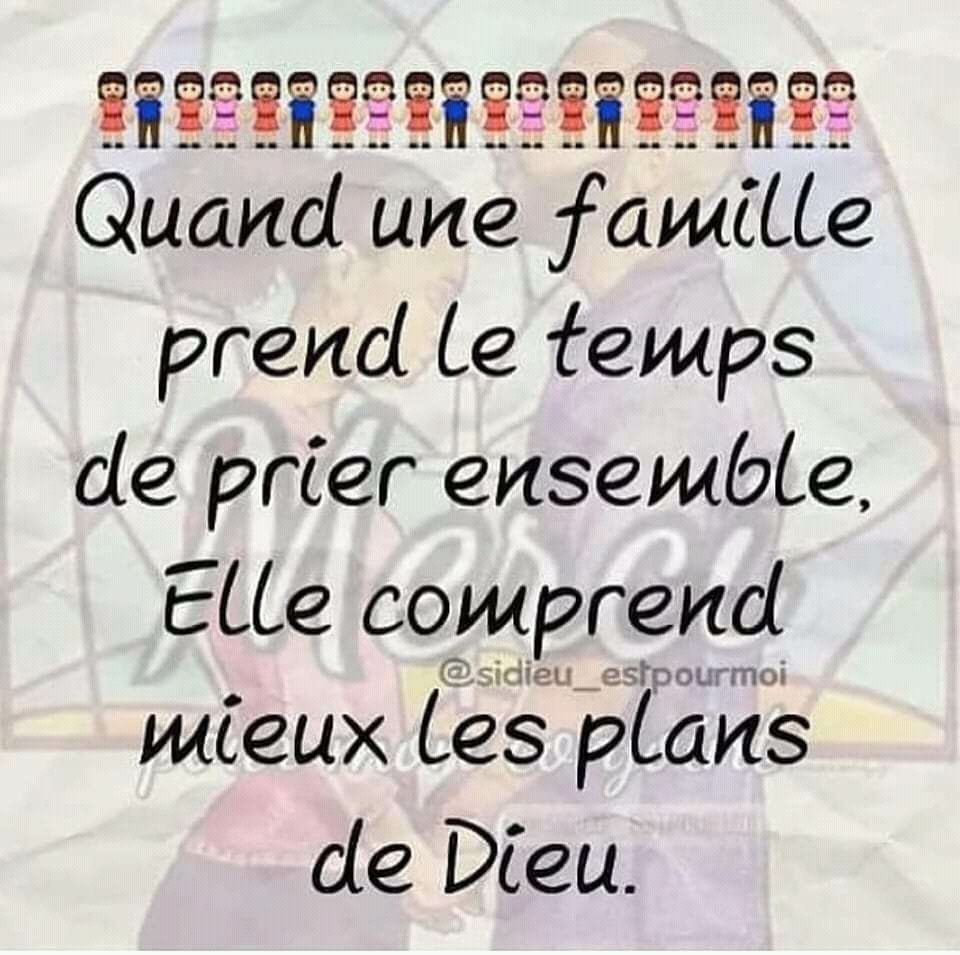 Quand une famille
prend le temps
de prier ensemble,
Elle comprend
Merci
@sidieu_estpourmoi
mieux les plans
de Dieu.